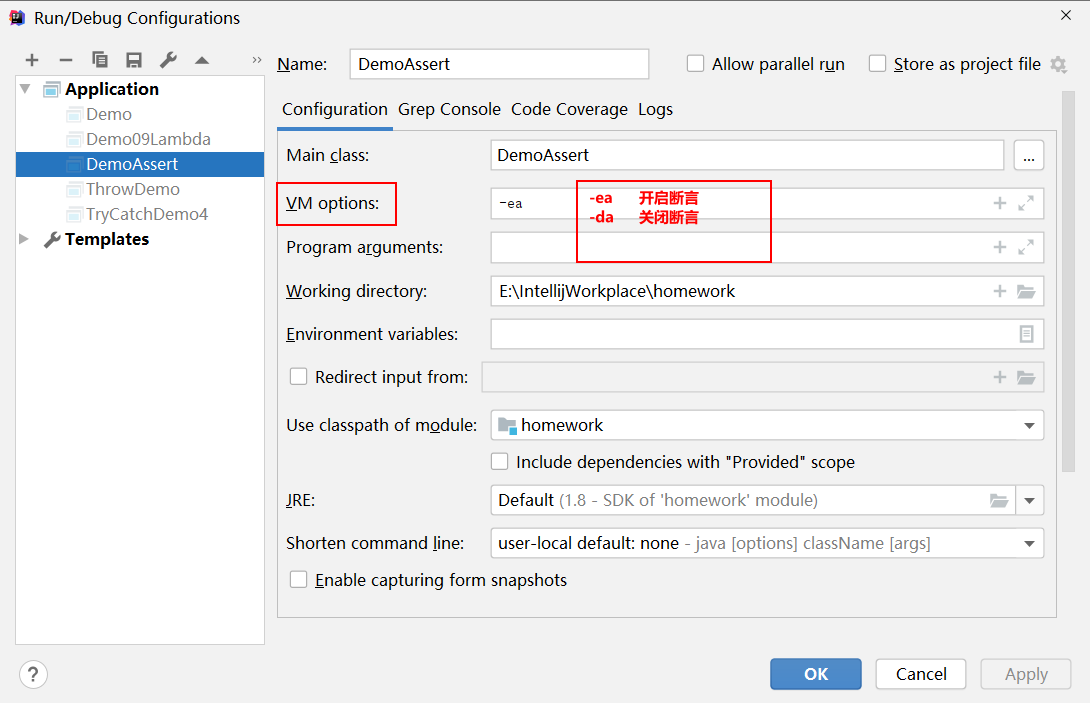 Run/Debug Configurations
Name: DemoAssert Allow parallel run Store as project file
Application
Demo
Demo09Lambda
DemoAssert
ThrowDemo
TryCatchDemo4
Templates
Configuration Grep Console Code Coverage Logs
Main class: DemoAssert ...
VM options: -ea
-ea 开启断言
-da 关闭断言
Program arguments:
Working directory: E:\IntellijWorkplace\homework
Environment variables:
Redirect input from:
Use classpath of module: homework
Include dependencies with "Provided" scope
JRE: Default (1.8 - SDK of 'homework' module)
Shorten command line: user-local default: none - java [options] className [args]
Enable capturing form snapshots
? OK Cancel Apply